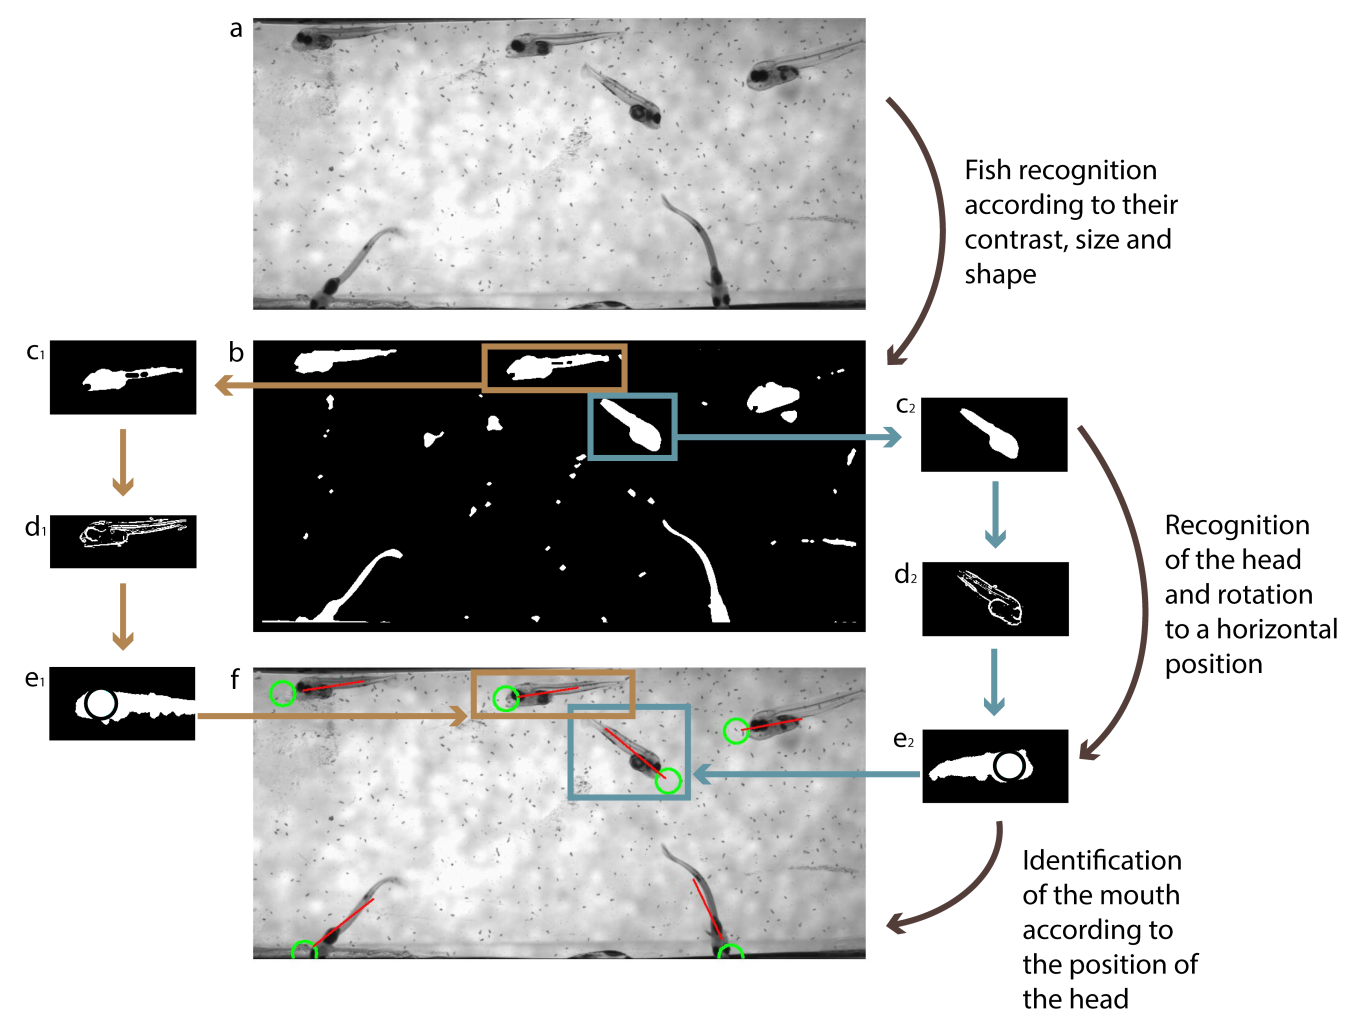 a
Fish recognition
according to their
contrast, size and
shape
c1
b
c2
d1
d2
Recognition
of the head
and rotation
to a horizontal
position
e1
f
e2
Identification
of the mouth
according to
the position of
the head